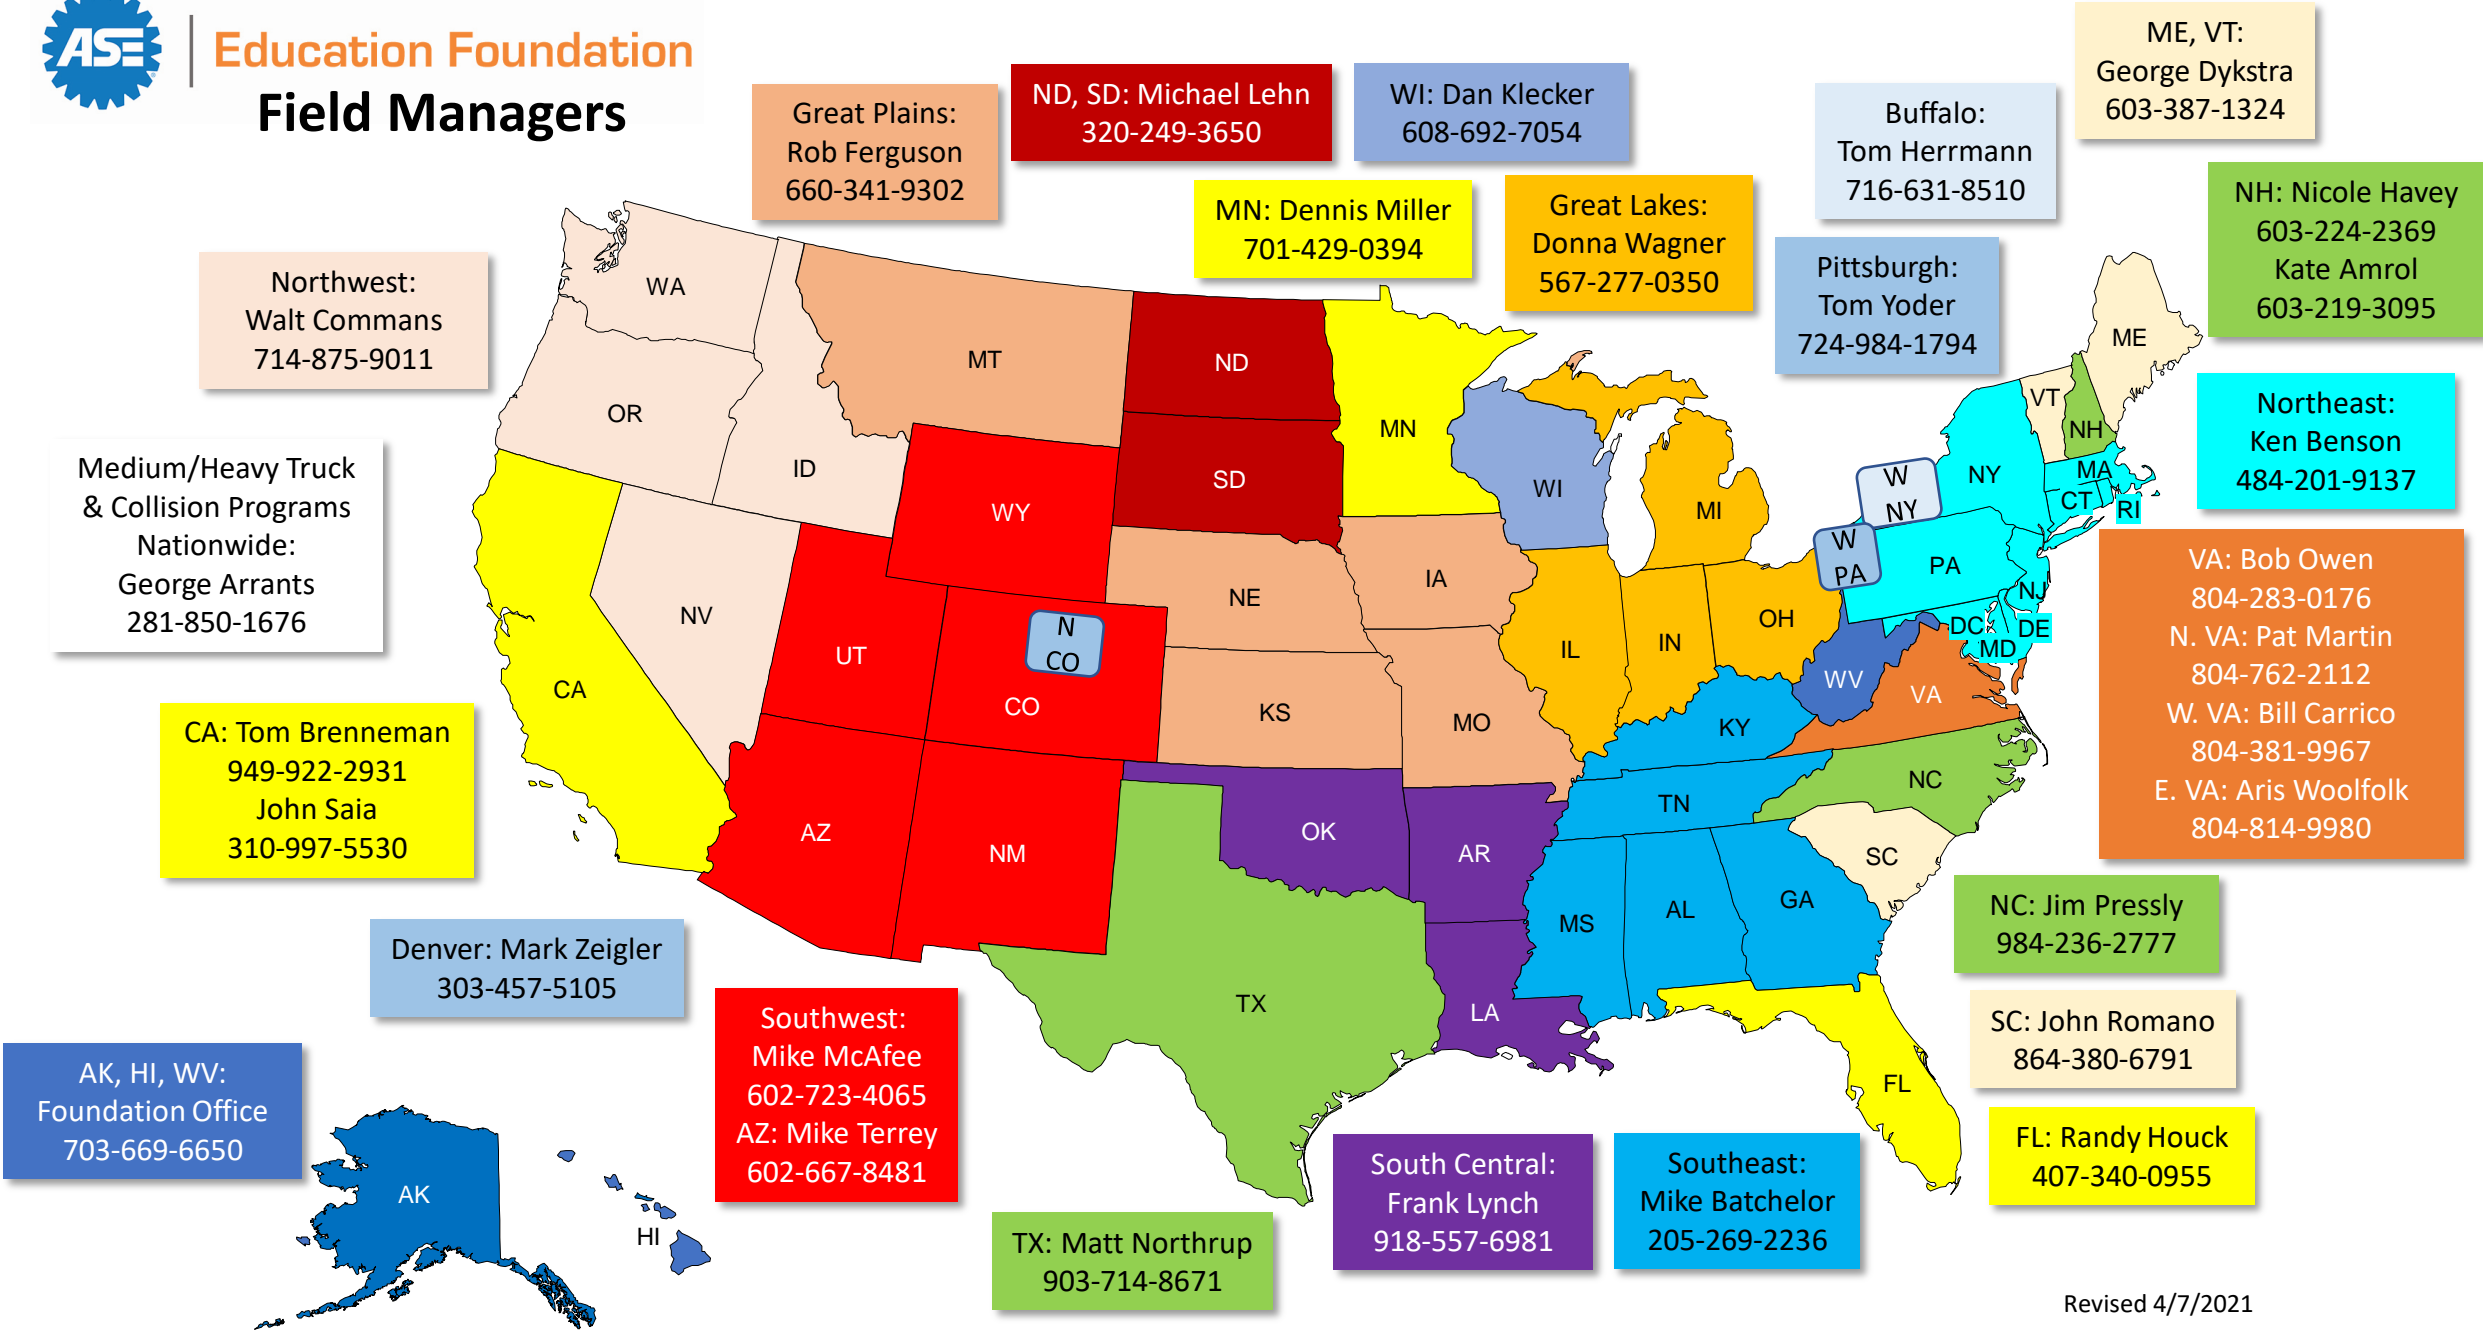 ASE
Education Foundation
Field Managers
Great Plains:
Rob Ferguson
660-341-9302
ND, SD: Michael Lehn
320-249-3650
WI: Dan Klecker
608-692-7054
MN: Dennis Miller
701-429-0394
Great Lakes:
Donna Wagner
567-277-0350
Buffalo:
Tom Herrmann
716-631-8510
Pittsburgh:
Tom Yoder
724-984-1794
ME, VT:
George Dykstra
603-387-1324
NH: Nicole Havey
603-224-2369
Kate Amrol
603-219-3095
Northwest:
Walt Commans
714-875-9011
Northeast:
Ken Benson
484-201-9137
Medium/Heavy Truck
& Collision Programs
Nationwide:
George Arrants
281-850-1676
VA: Bob Owen
804-283-0176
N. VA: Pat Martin
804-762-2112
W. VA: Bill Carrico
804-381-9967
E. VA: Aris Woolfolk
804-814-9980
CA: Tom Brenneman
949-922-2931
John Saia
310-997-5530
NC: Jim Pressly
984-236-2777
Denver: Mark Zeigler
303-457-5105
SC: John Romano
864-380-6791
Southwest:
Mike McAfee
602-723-4065
AZ: Mike Terrey
602-667-8481
AK, HI, WV:
Foundation Office
703-669-6650
FL: Randy Houck
407-340-0955
South Central:
Frank Lynch
918-557-6981
Southeast:
Mike Batchelor
205-269-2236
TX: Matt Northrup
903-714-8671
WA
OR
ID
MT
ND
SD
MN
WI
MI
WY
NV
UT
CO
N
CO
NE
IA
KS
MO
IL
IN
OH
KY
WV
VA
W
PA
PA
W
NY
NY
VT
NH
ME
MA
CT
RI
NJ
DE
DC
MD
CA
AZ
NM
OK
AR
TN
NC
SC
TX
LA
MS
AL
GA
FL
AK
HI
Revised 4/7/2021